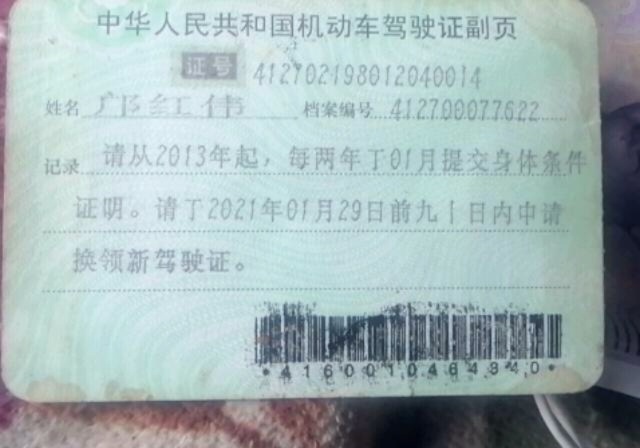 中华人民共和国机动车驾驶证副页
证号 412702198012040014
姓名 邝红伟 档案编号 412700077622
记录 请从2013年起，每两年于01月提交身体条件
证明。请于2021年01月29日前九十日内申请
换领新驾驶证。